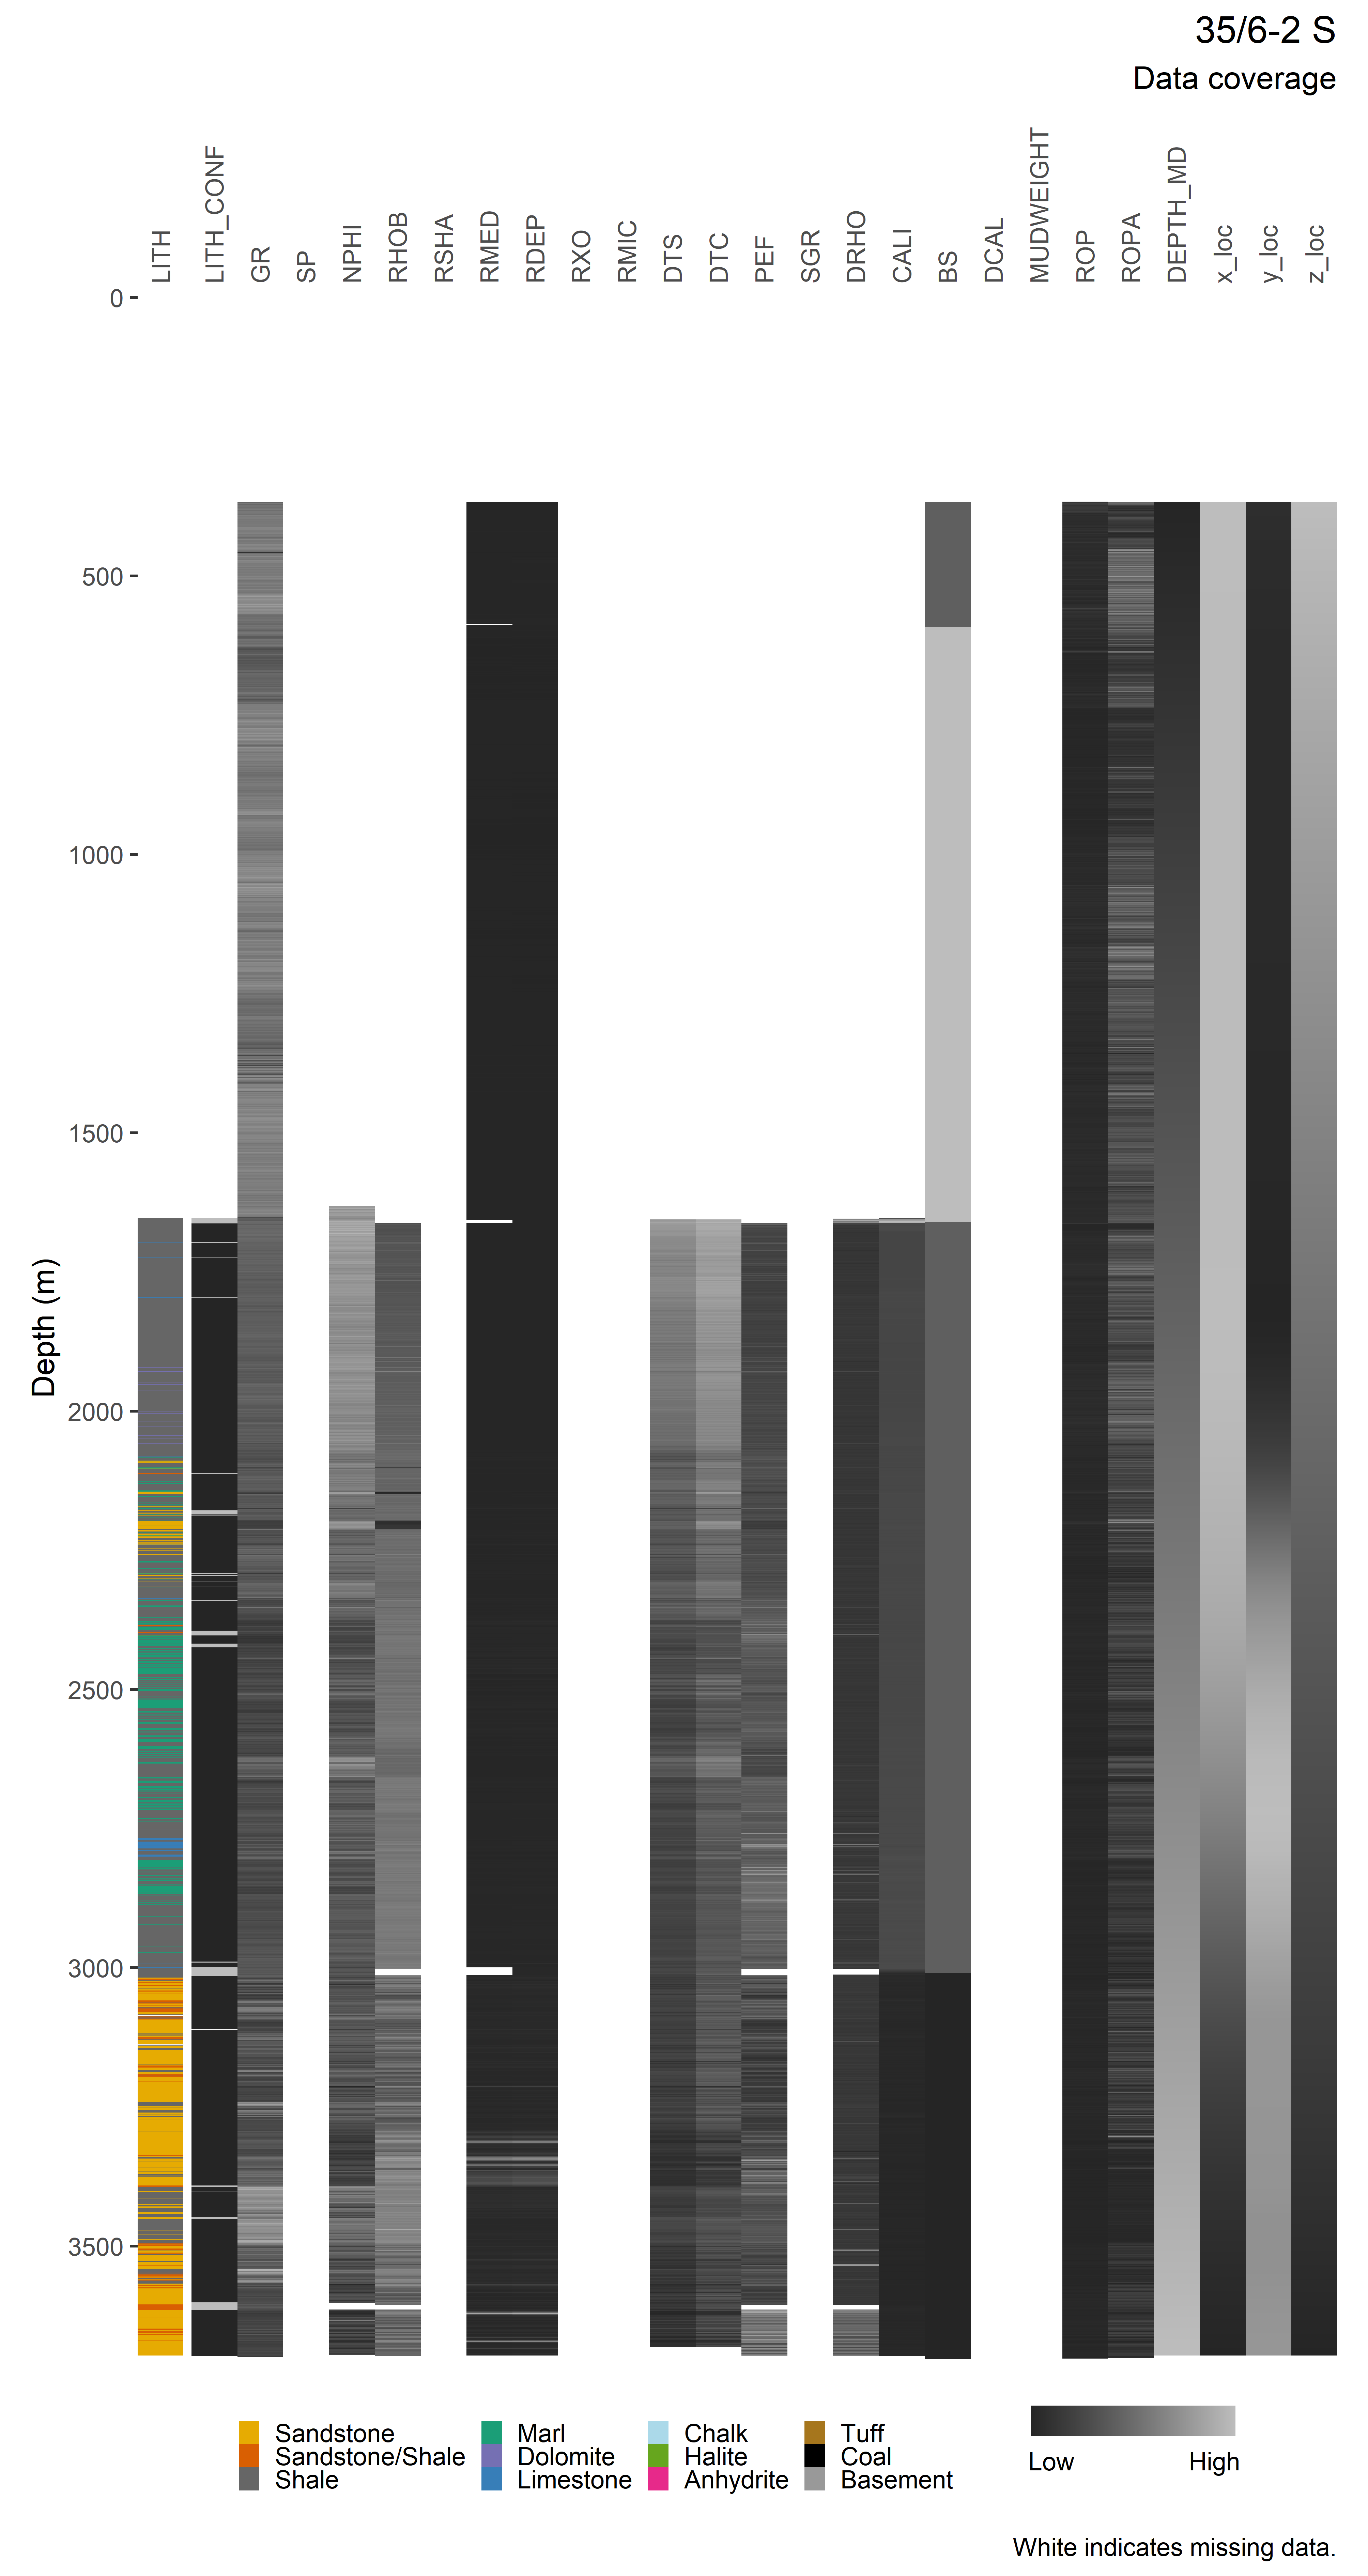 35/6-2 S
Data coverage
LITH
LITH_CONF
GR
SP
NPHI
RHOB
RSHA
RMED
RDEP
RXO
RMIC
DTS
DTC
PEF
SGR
DRHO
CALI
BS
DCAL
MUDWEIGHT
ROP
ROPA
DEPTH_MD
x_loc
y_loc
z_loc
0
500
1000
1500
2000
2500
3000
3500
Depth (m)
Sandstone
Sandstone/Shale
Shale
Marl
Dolomite
Limestone
Chalk
Halite
Anhydrite
Tuff
Coal
Basement
Low High
White indicates missing data.